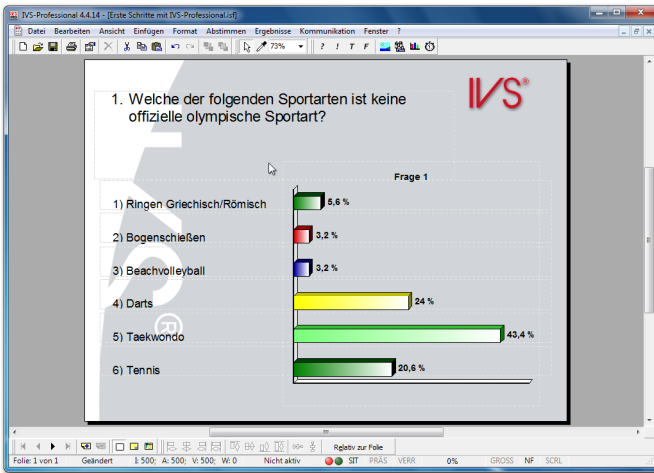 IVS-Professional 4.4.14 - [Erste Schritte mit IVS-Professional.isf]
Datei Bearbeiten Ansicht Einfügen Format Abstimmen Ergebnisse Kommunikation Fenster ?
73% ? ! T F
IVS®
1. Welche der folgenden Sportarten ist keine
offizielle olympische Sportart?
Frage 1
1) Ringen Griechisch/Römisch 5,6 %
2) Bogenschießen 3,2 %
3) Beachvolleyball 3,2 %
4) Darts 24 %
5) Taekwondo 43,4 %
6) Tennis 20,6 %
Relativ zur Folie
Folie: 1 von 1 Geändert I: 500; A: 500; V: 500; W: 0 Nicht aktiv SIT PRÄS VERR 0% GROSS NF SCRL